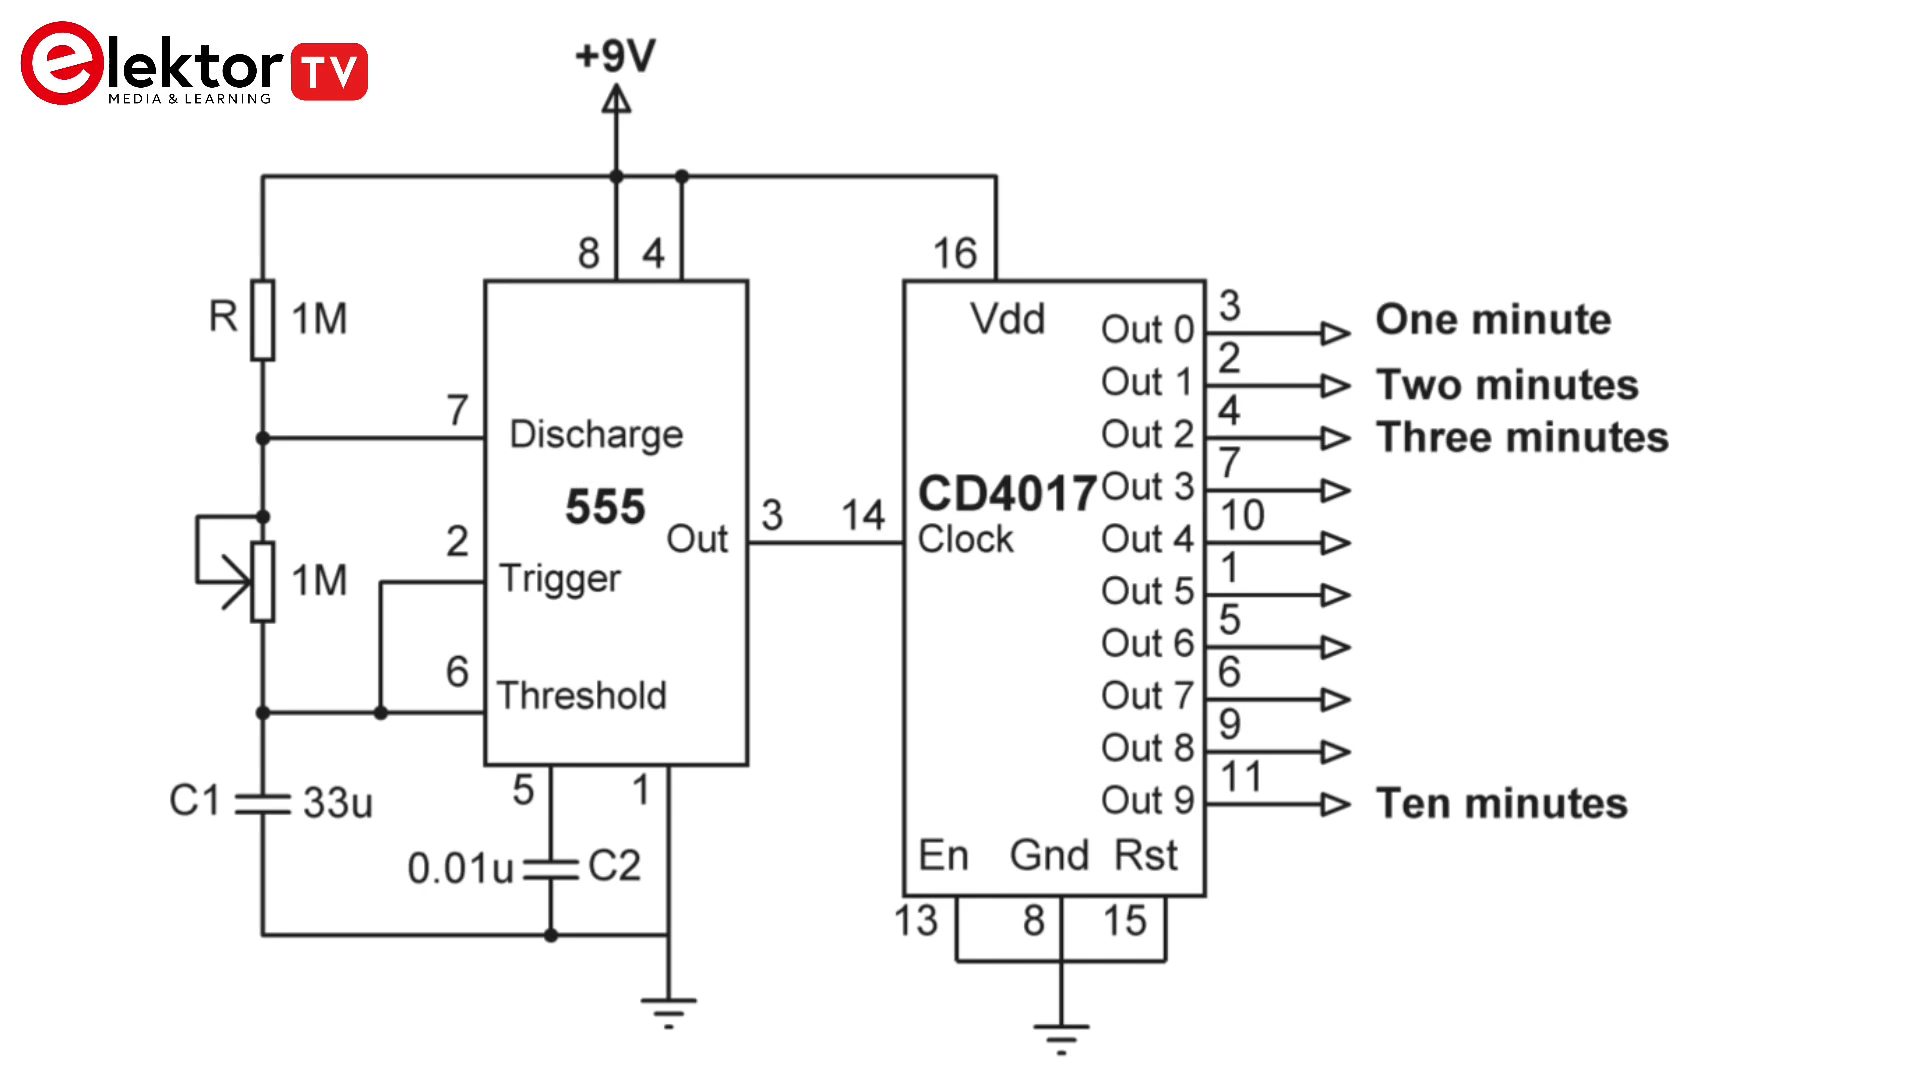 elektor TV
MEDIA & LEARNING
+9V
8
4
16
R
1M
Vdd
Out 0
3
One minute
Out 1
2
Two minutes
7
Discharge
Out 2
4
Three minutes
555
CD4017
Out 3
7
2
Trigger
Out
3
14
Clock
Out 4
10
1M
Out 5
1
Out 6
5
6
Threshold
Out 7
6
Out 8
9
C1
33u
5
1
Out 9
11
Ten minutes
0.01u
C2
En
Gnd
Rst
13
8
15